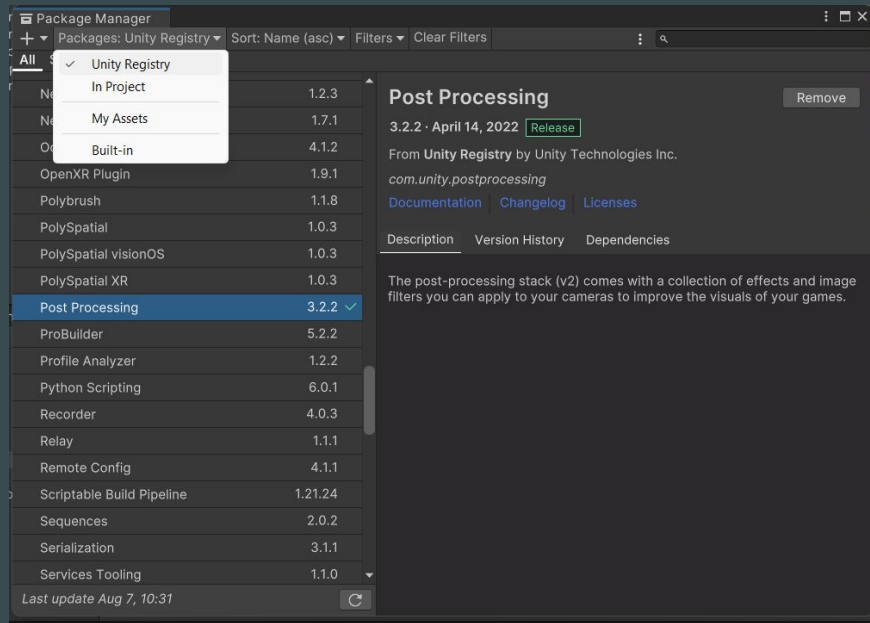 Package Manager
Packages: Unity Registry Sort: Name (asc) Filters Clear Filters
All
Unity Registry
In Project
My Assets
Built-in
1.2.3
1.7.1
4.1.2
OpenXR Plugin 1.9.1
Polybrush 1.1.8
PolySpatial 1.0.3
PolySpatial visionOS 1.0.3
PolySpatial XR 1.0.3
Post Processing 3.2.2
ProBuilder 5.2.2
Profile Analyzer 1.2.2
Python Scripting 6.0.1
Recorder 4.0.3
Relay 1.1.1
Remote Config 4.1.1
Scriptable Build Pipeline 1.21.24
Sequences 2.0.2
Serialization 3.1.1
Services Tooling 1.1.0
Last update Aug 7, 10:31
Post Processing Remove
3.2.2 · April 14, 2022 Release
From Unity Registry by Unity Technologies Inc.
com.unity.postprocessing
Documentation Changelog Licenses
Description Version History Dependencies
The post-processing stack (v2) comes with a collection of effects and image
filters you can apply to your cameras to improve the visuals of your games.